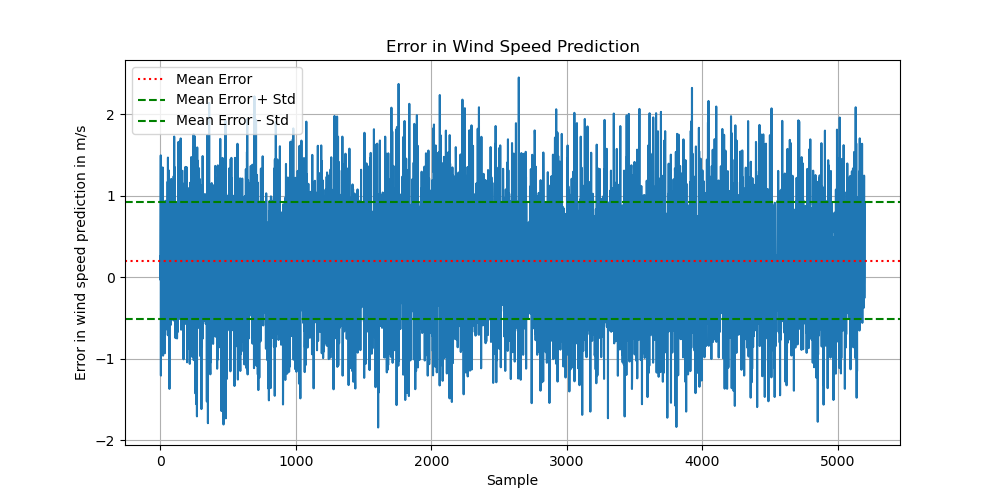 Error in Wind Speed Prediction
Mean Error
Mean Error + Std
Mean Error - Std
Error in wind speed prediction in m/s
2
1
0
−1
−2
0 1000 2000 3000 4000 5000
Sample